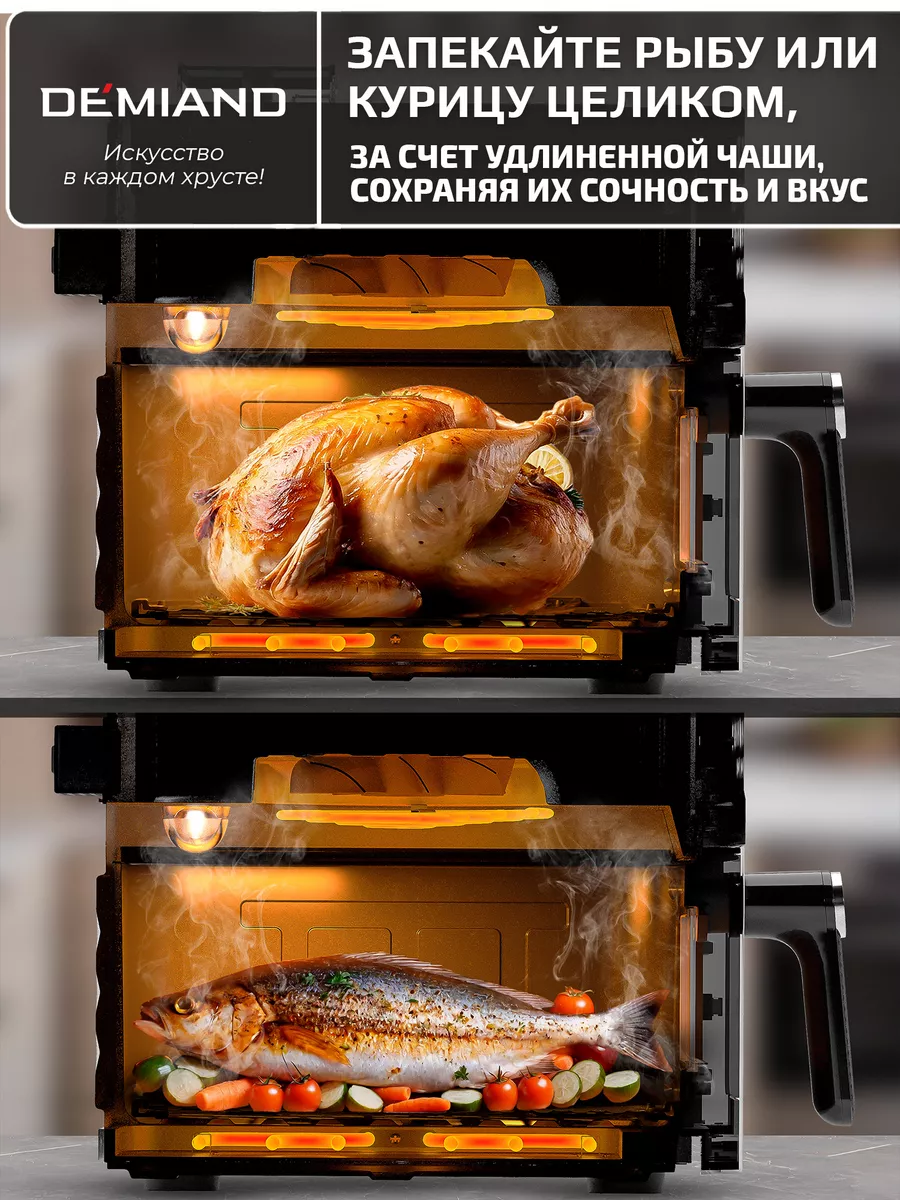 DÉMIAND
Искусство
в каждом хрусте!
ЗАПЕКАЙТЕ РЫБУ ИЛИ
КУРИЦУ ЦЕЛИКОМ,
ЗА СЧЕТ УДЛИНЕННОЙ ЧАШИ,
СОХРАНЯЯ ИХ СОЧНОСТЬ И ВКУС